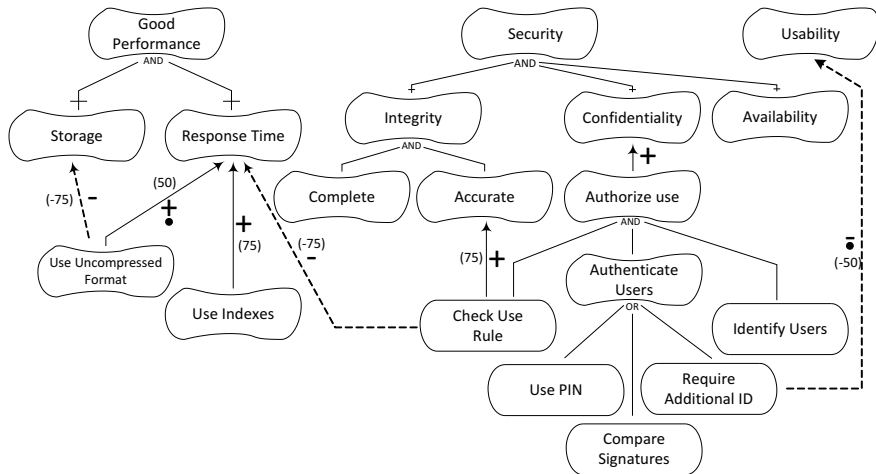 Good
Performance
AND
Security
AND
Usability
Storage
Response Time
Integrity
AND
Confidentiality
Availability
(-75)
-
(50)
+
+
(75)
(-75)
-
Complete
Accurate
+
Authorize use
AND
(75)
+
-
(-50)
Use Uncompressed
Format
Use Indexes
Check Use
Rule
Authenticate
Users
OR
Identify Users
Use PIN
Require
Additional ID
Compare
Signatures